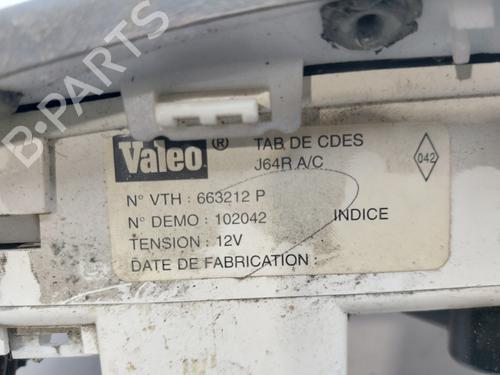 B-PARTS
Valeo ® TAB DE CDES
J64R A/C
042
N° VTH : 663212 P
N° DEMO : 102042 INDICE
TENSION : 12V
DATE DE FABRICATION :